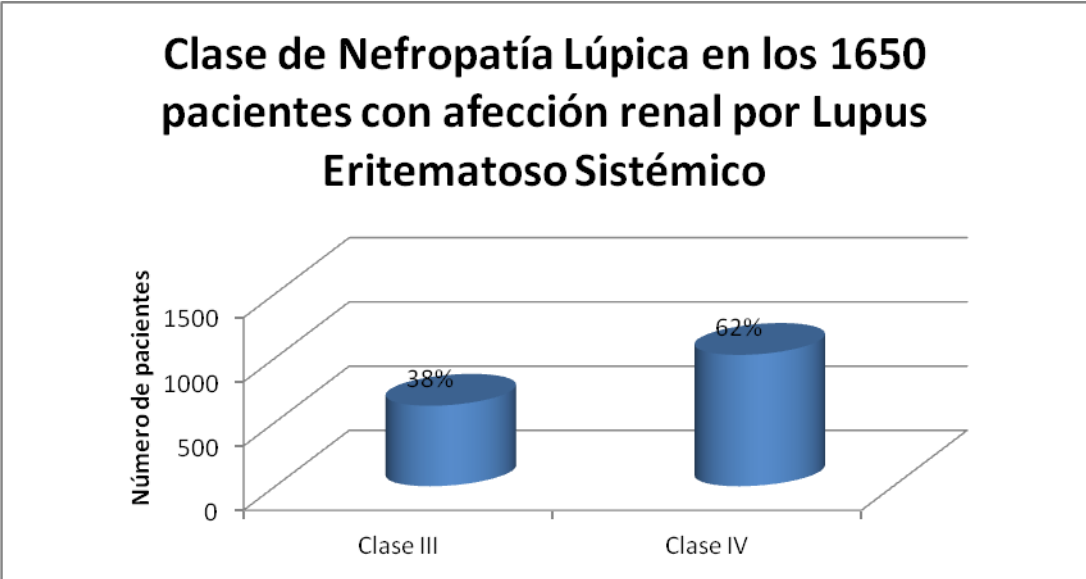 Clase de Nefropatía Lúpica en los 1650
pacientes con afección renal por Lupus
Eritematoso Sistémico
Número de pacientes
1500
1000
500
0
38%
62%
Clase III
Clase IV